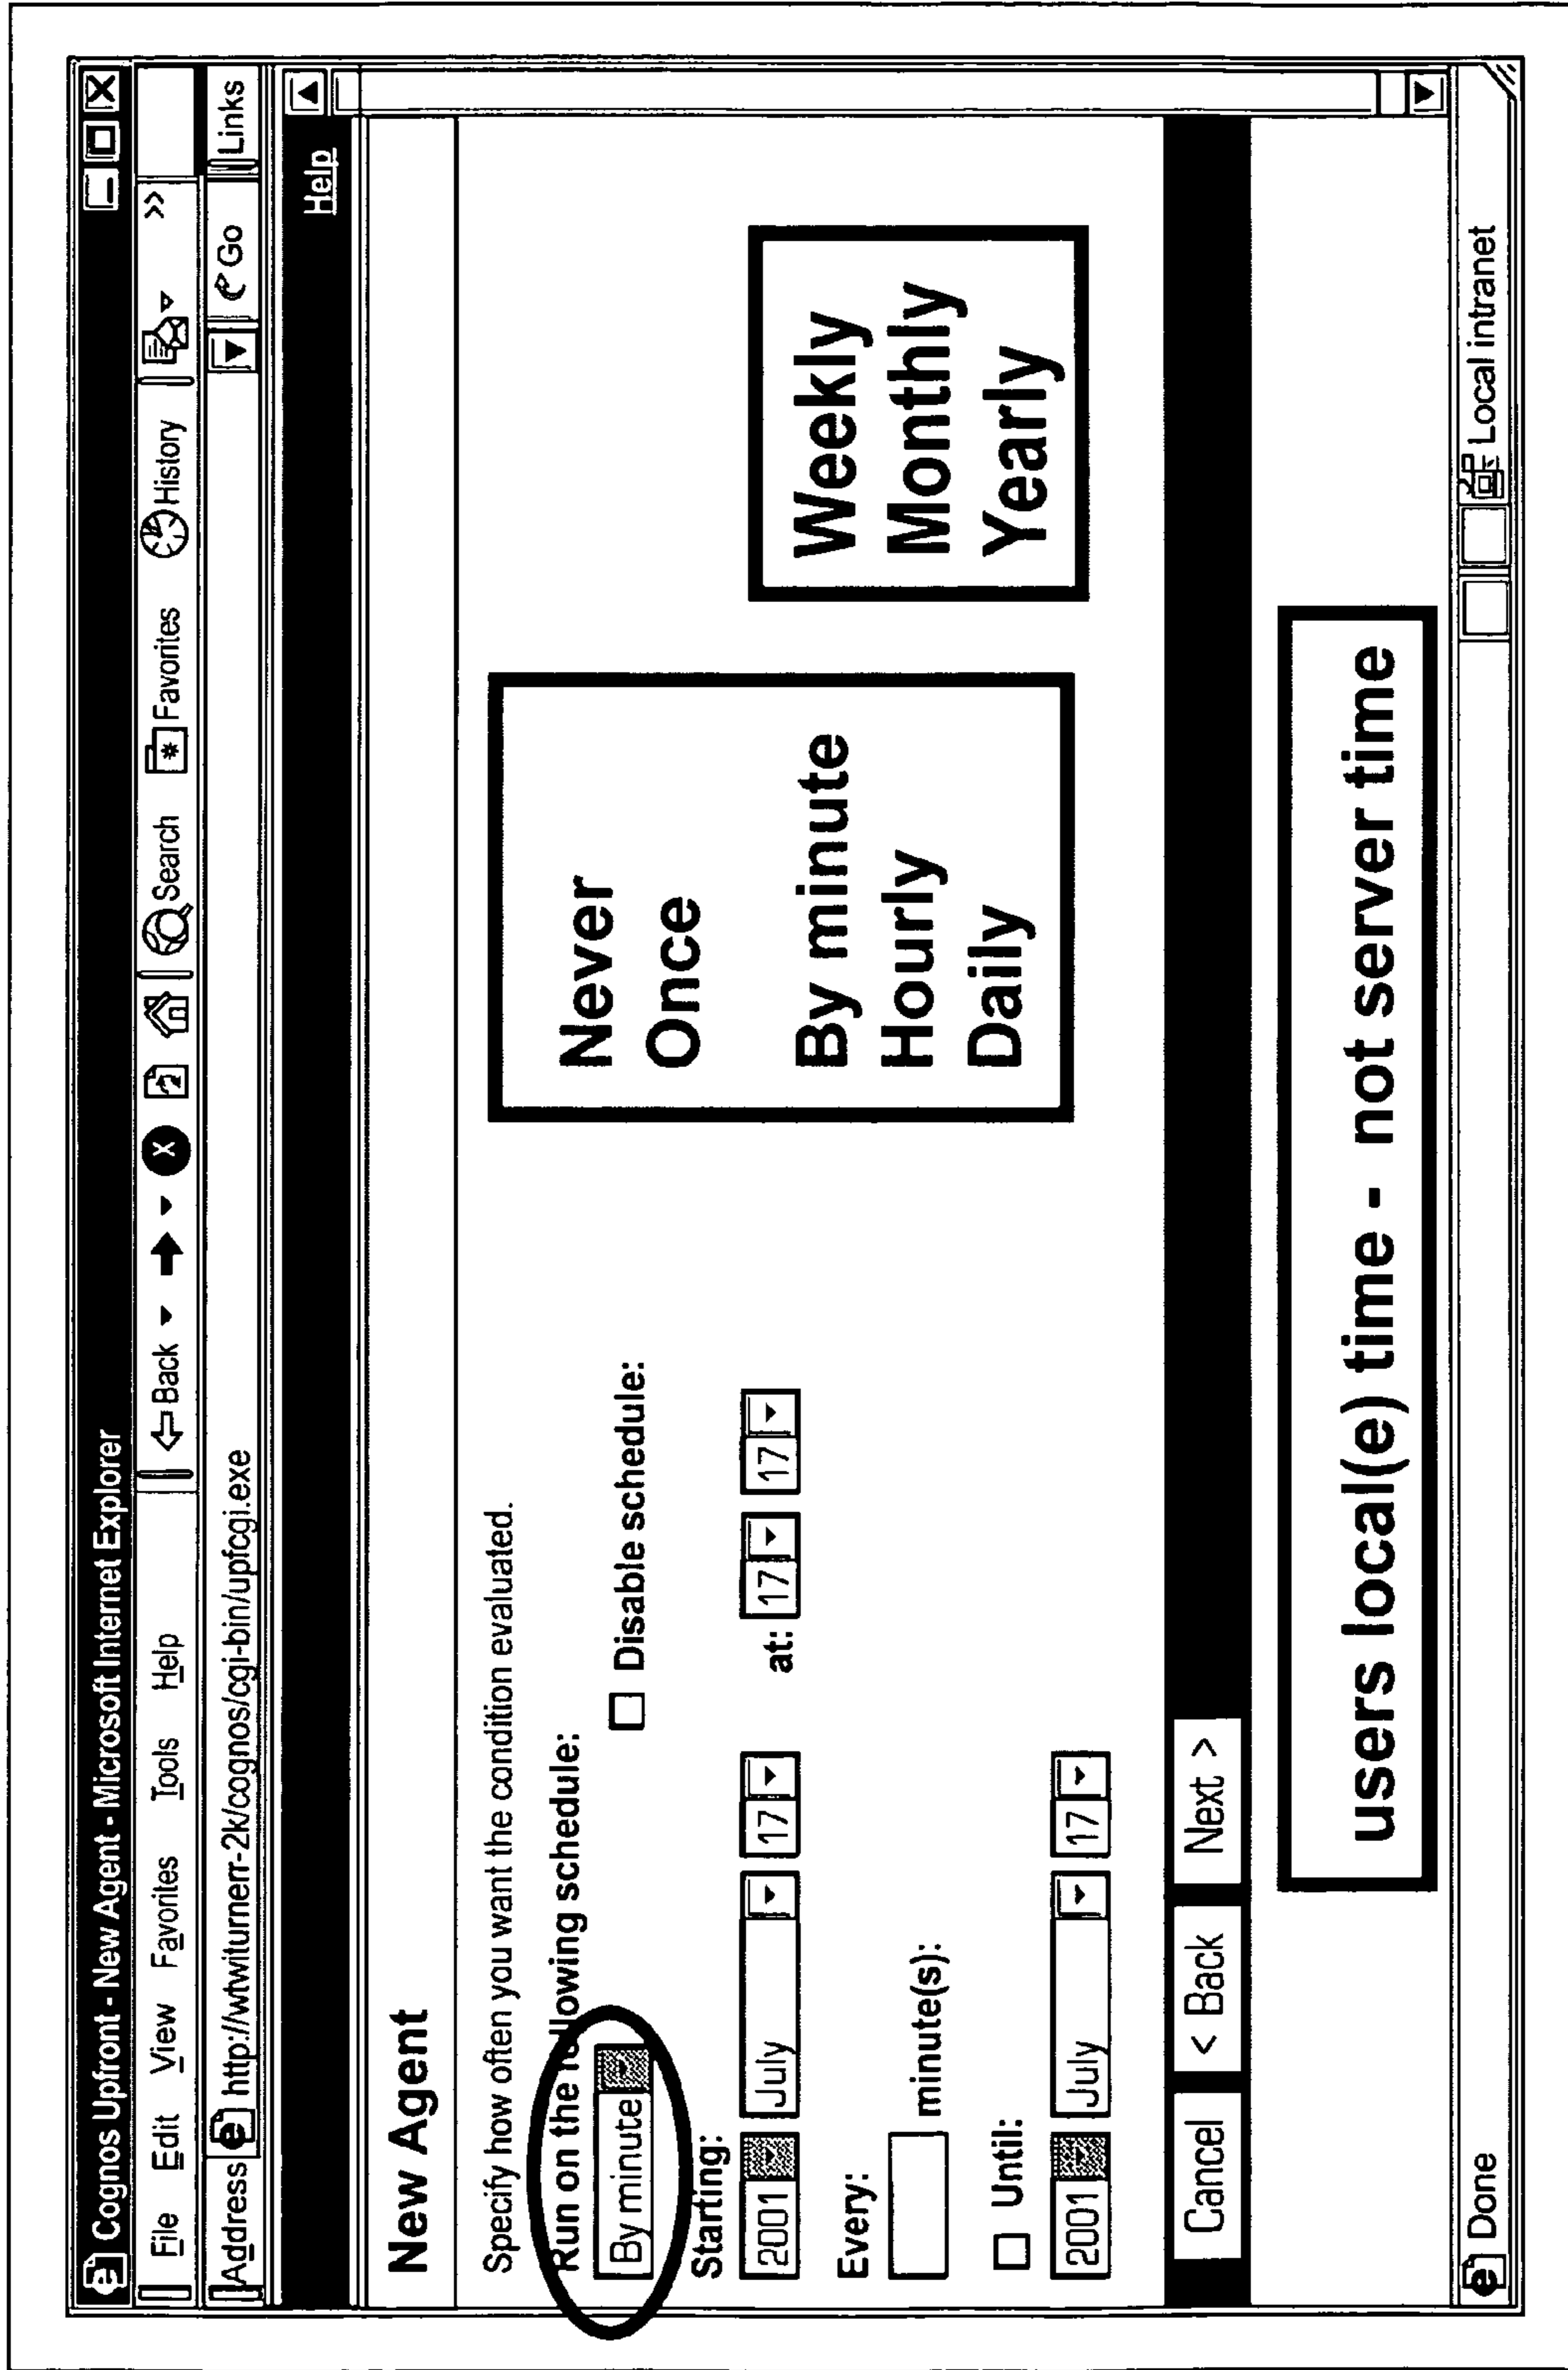 Cognos Upfront - New Agent - Microsoft Internet Explorer
File Edit View Favorites Tools Help Back Search Favorites History >>
Address http://wtwiturnerr-2k/cognos/cgi-bin/upfcgi.exe Go Links
Help
New Agent
Specify how often you want the condition evaluated.
Run on the following schedule:
By minute
Disable schedule:
Starting:
2001 July 17 at: 17 17
Every:
minute(s):
Until:
2001 July 17
Never
Once
By minute
Hourly
Daily
Weekly
Monthly
Yearly
Cancel < Back Next >
users local(e) time - not server time
Done Local intranet